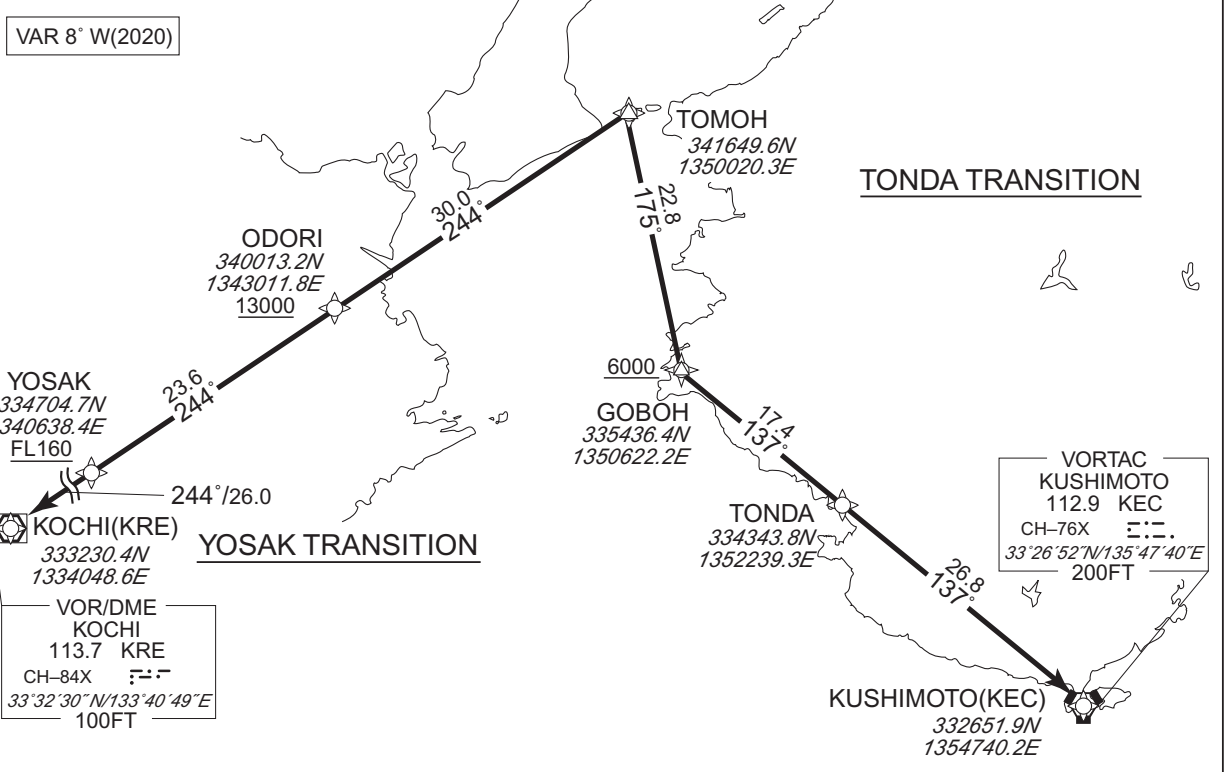 VAR 8° W(2020)
TOMOH
341649.6N
1350020.3E
TONDA TRANSITION
22.8
175°
30.0
244°
ODORI
340013.2N
1343011.8E
13000
23.6
244°
YOSAK
334704.7N
340638.4E
FL160
244°/26.0
KOCHI(KRE)
333230.4N
1334048.6E
YOSAK TRANSITION
VOR/DME
KOCHI
113.7 KRE
CH–84X
33°32´30˝N/133°40´49˝E
100FT
6000
GOBOH
335436.4N
1350622.2E
17.4
137°
TONDA
334343.8N
1352239.3E
26.8
137°
VORTAC
KUSHIMOTO
112.9 KEC
CH–76X
33°26´52˝N/135°47´40˝E
200FT
KUSHIMOTO(KEC)
332651.9N
1354740.2E